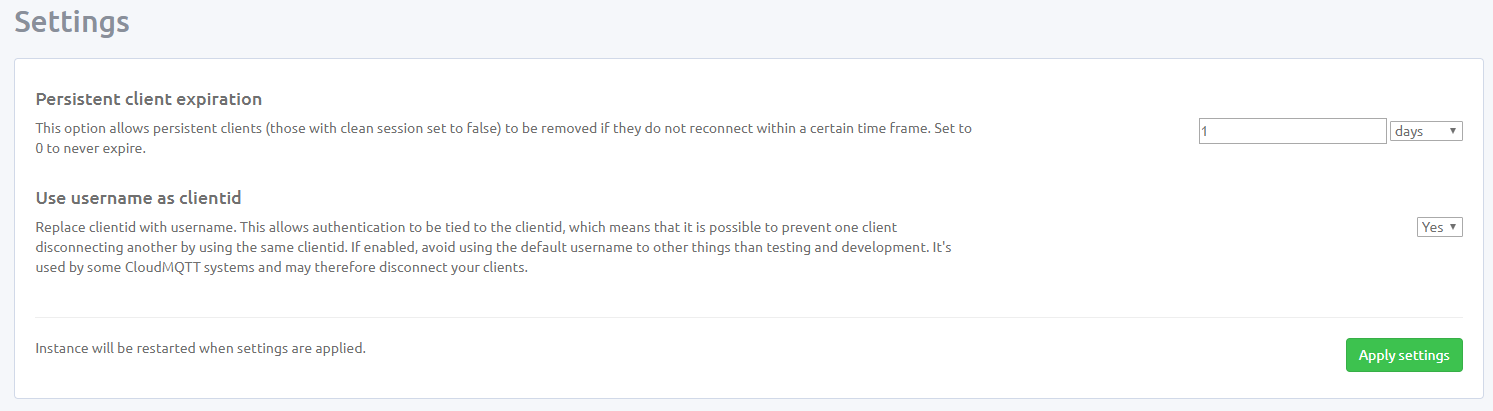 Settings
Persistent client expiration
This option allows persistent clients (those with clean session set to false) to be removed if they do not reconnect within a certain time frame. Set to
0 to never expire.
1 days
Use username as clientid
Replace clientid with username. This allows authentication to be tied to the clientid, which means that it is possible to prevent one client
disconnecting another by using the same clientid. If enabled, avoid using the default username to other things than testing and development. It's
used by some CloudMQTT systems and may therefore disconnect your clients.
Yes
Instance will be restarted when settings are applied.
Apply settings